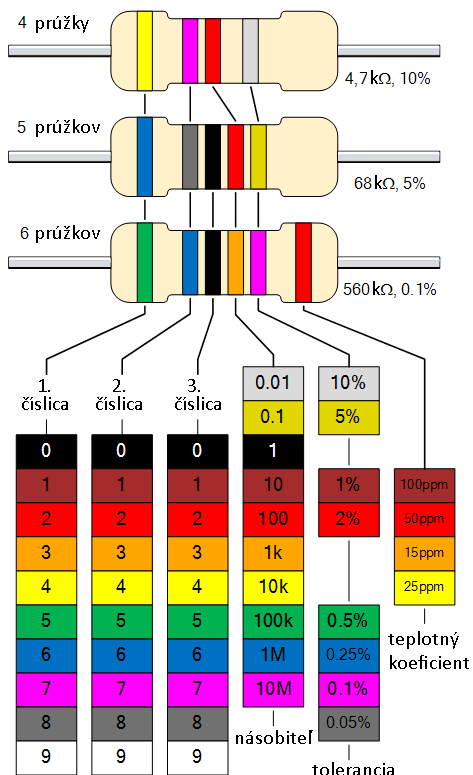 4 prúžky
4,7kΩ, 10%
5 prúžkov
68kΩ, 5%
6 prúžkov
560kΩ, 0.1%
1. číslica
2. číslica
3. číslica
0.01 10%
0.1 5%
0 0 0 1
1 1 1 10 1% 100ppm
2 2 2 100 2% 50ppm
3 3 3 1k 15ppm
4 4 4 10k 25ppm
5 5 5 100k 0.5%
6 6 6 1M 0.25%
7 7 7 10M 0.1%
8 8 8 0.05%
9 9 9
teplotný
koeficient
násobiteľ
tolerancia